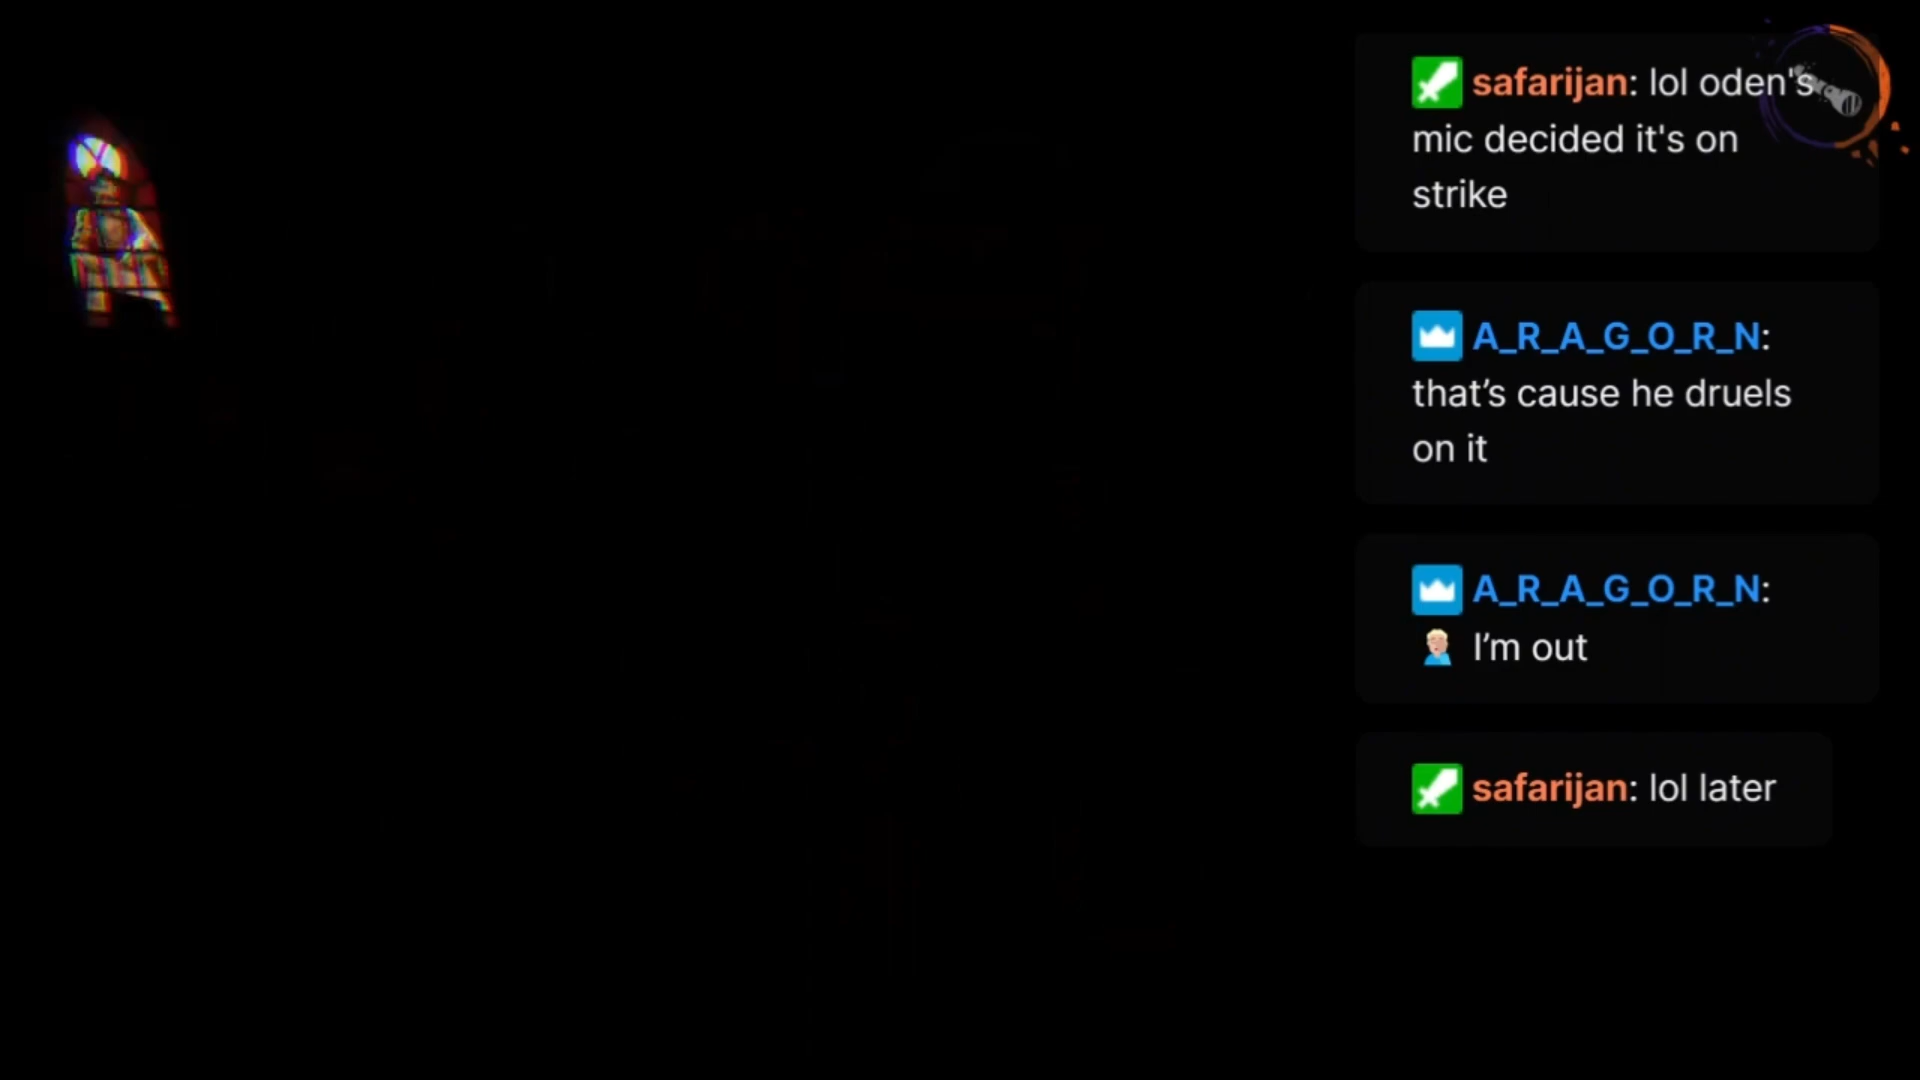 safarijan: lol oden's
mic decided it's on
strike
A_R_A_G_O_R_N:
that’s cause he druels
on it
A_R_A_G_O_R_N:
🤦🏼‍♂️ I’m out
safarijan: lol later